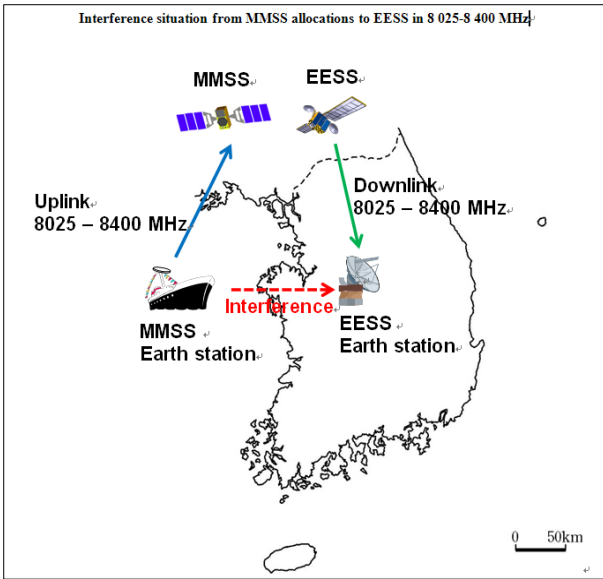 Interference situation from MMSS allocations to EESS in 8 025-8 400 MHz
MMSS
EESS
Uplink
8025 – 8400 MHz
Downlink
8025 – 8400 MHz
Interference
MMSS
Earth station
EESS
Earth station
0 50km